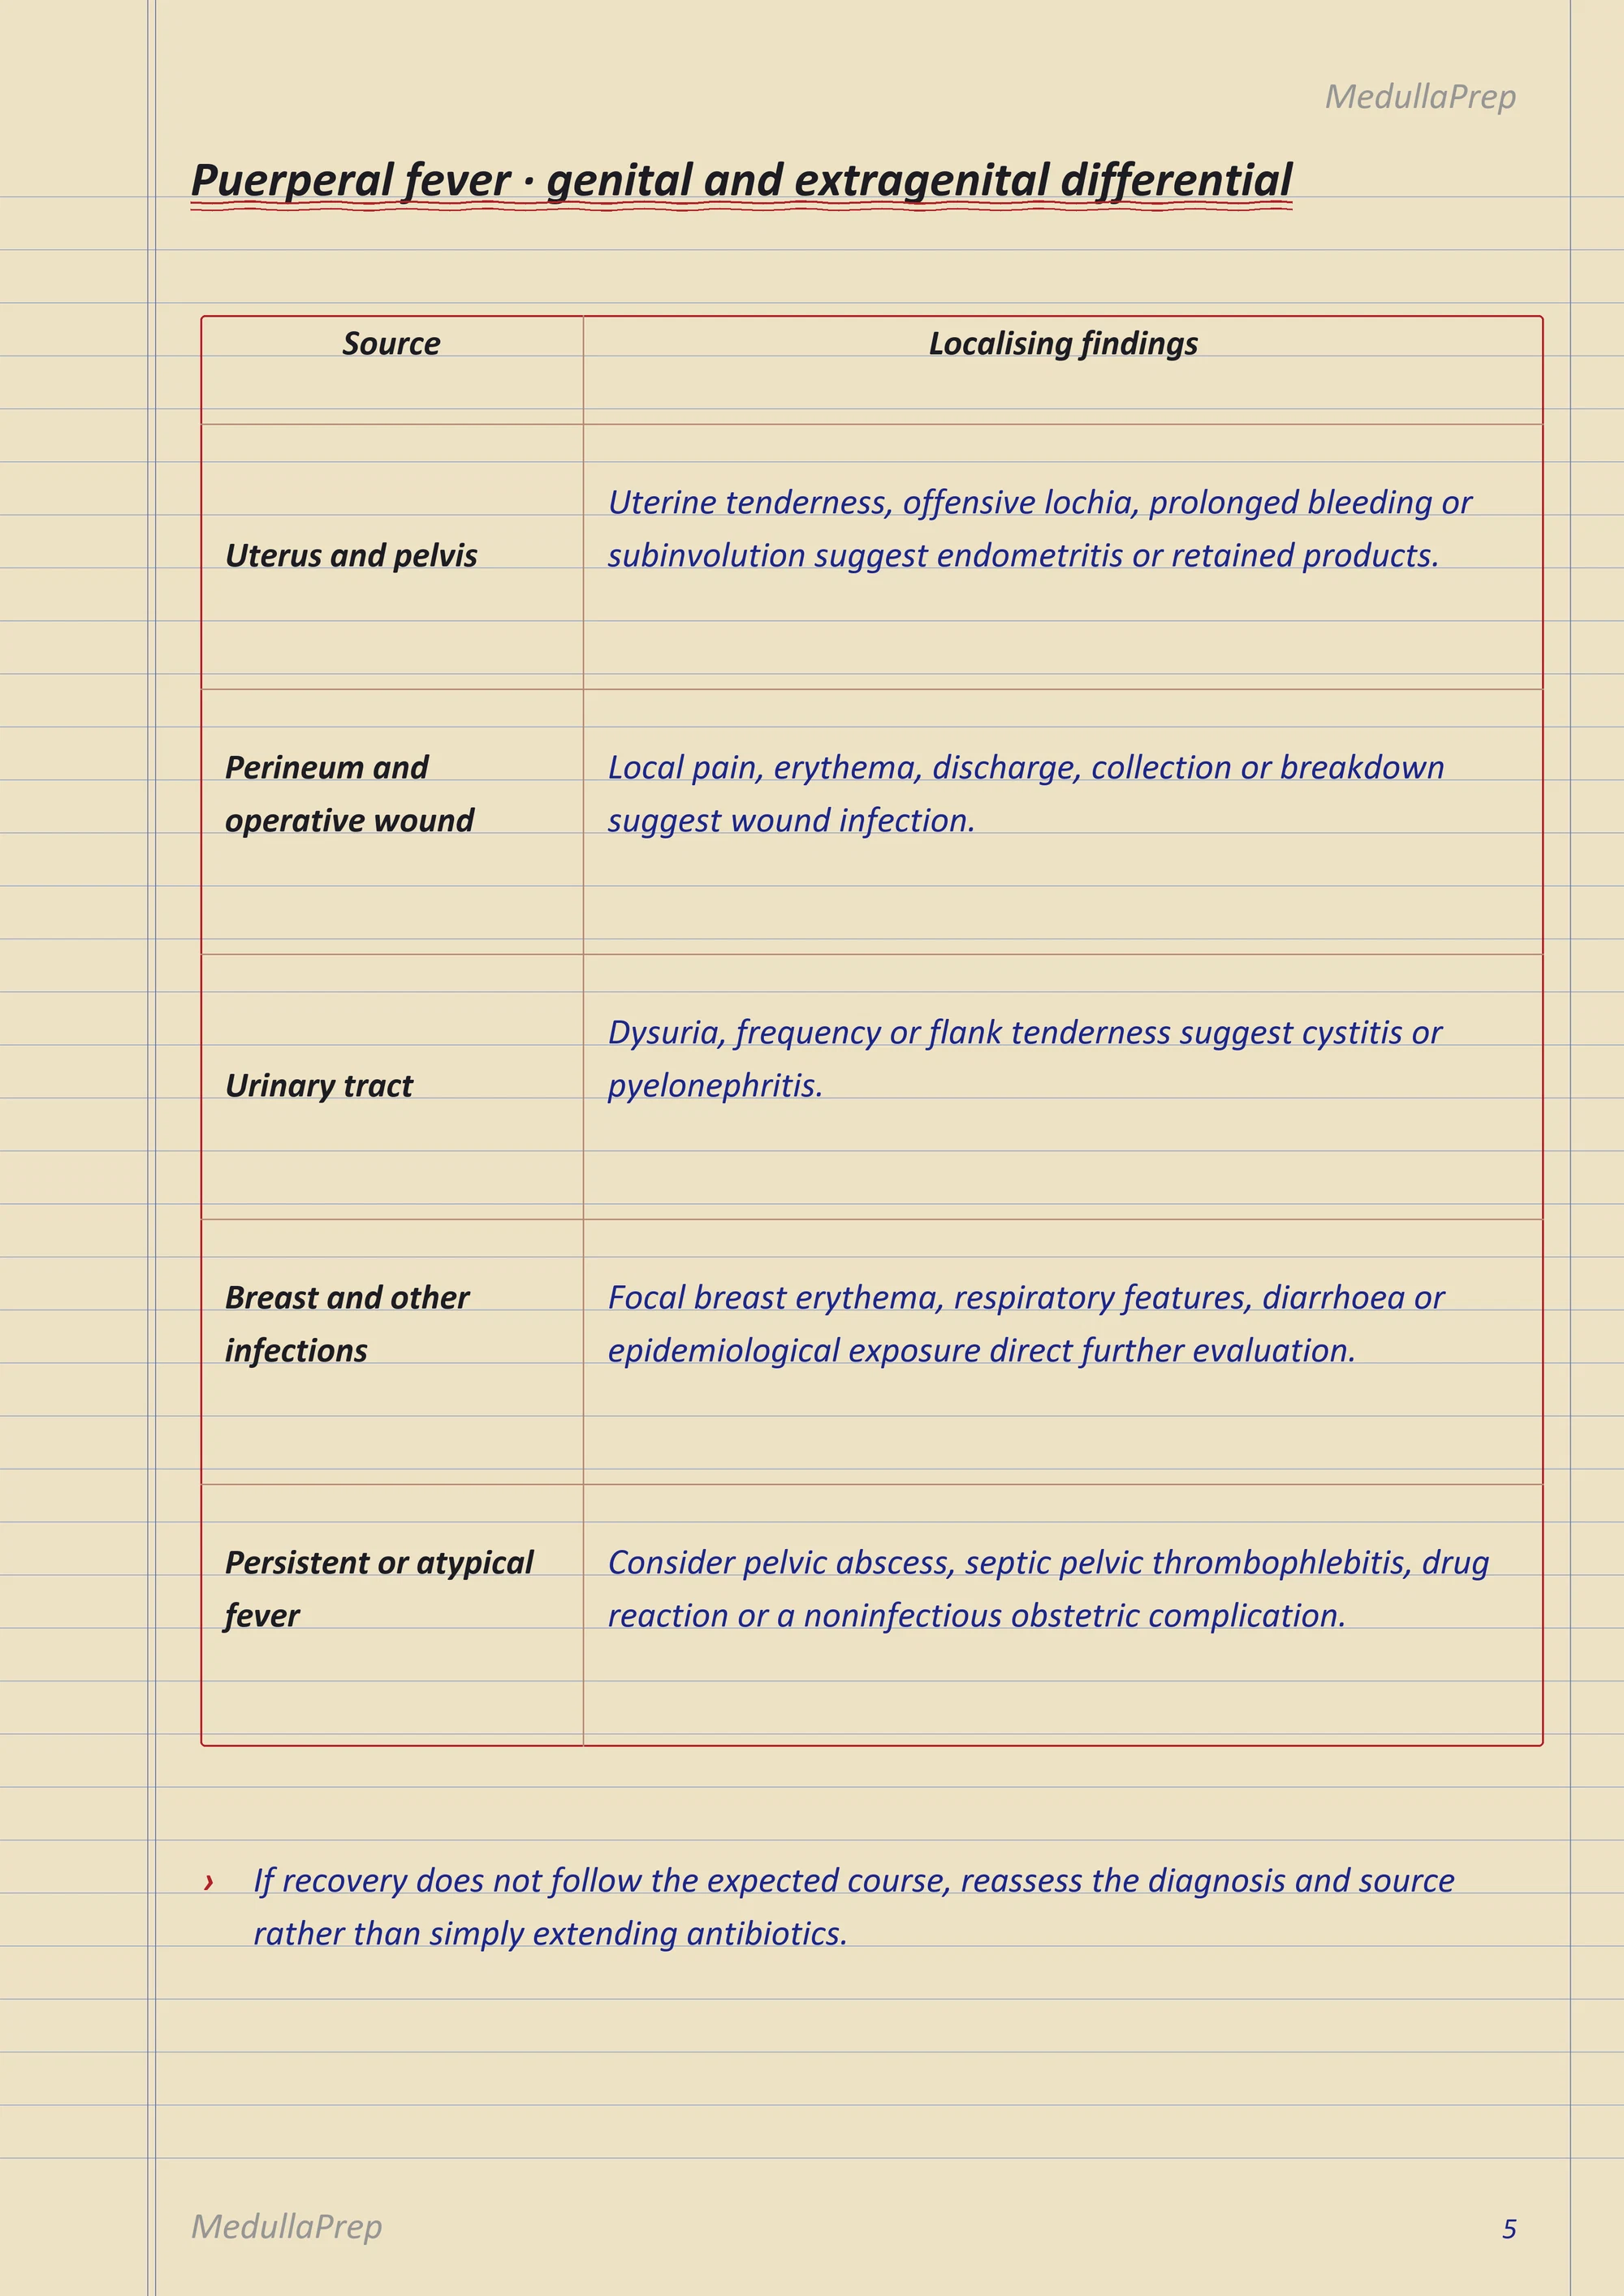 MedullaPrep
Puerperal fever · genital and extragenital differential
Source
Localising findings
Uterus and pelvis
Uterine tenderness, offensive lochia, prolonged bleeding or
subinvolution suggest endometritis or retained products.
Perineum and
operative wound
Local pain, erythema, discharge, collection or breakdown
suggest wound infection.
Urinary tract
Dysuria, frequency or flank tenderness suggest cystitis or
pyelonephritis.
Breast and other
infections
Focal breast erythema, respiratory features, diarrhoea or
epidemiological exposure direct further evaluation.
Persistent or atypical
fever
Consider pelvic abscess, septic pelvic thrombophlebitis, drug
reaction or a noninfectious obstetric complication.
› If recovery does not follow the expected course, reassess the diagnosis and source
rather than simply extending antibiotics.
MedullaPrep
5